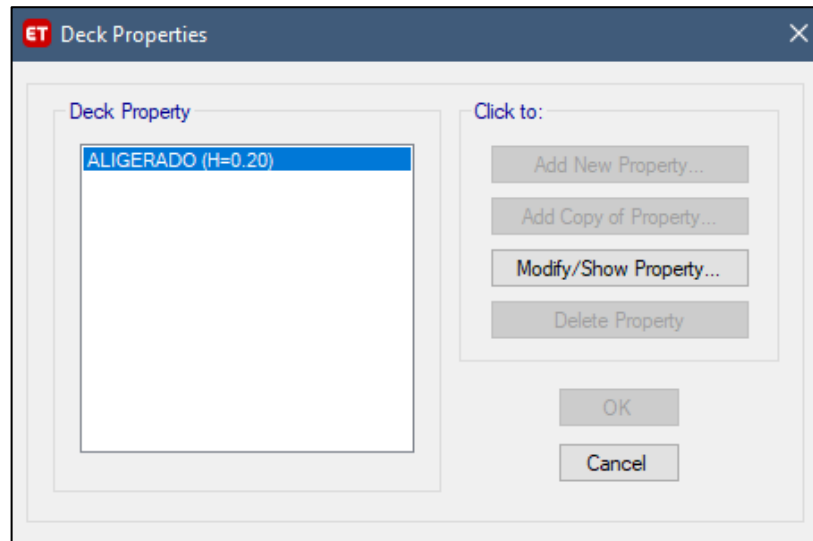 ET Deck Properties
Deck Property
ALIGERADO (H=0.20)
Click to:
Add New Property...
Add Copy of Property...
Modify/Show Property...
Delete Property
OK
Cancel